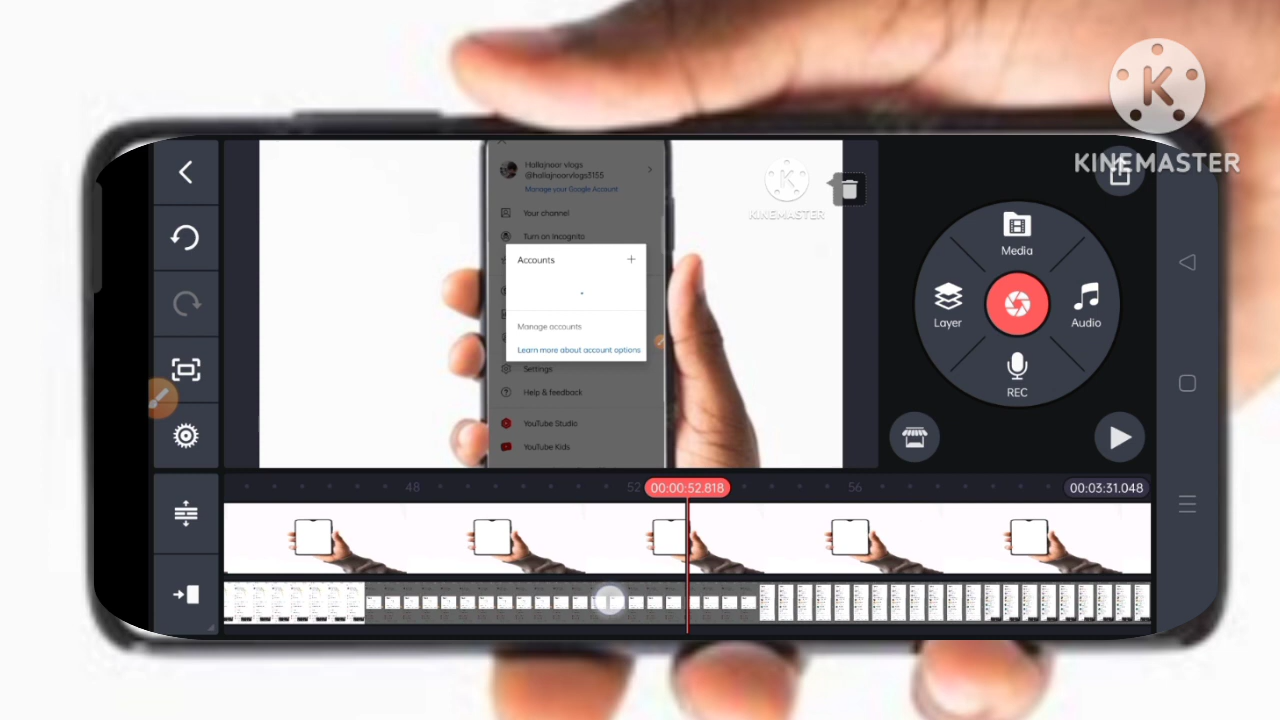 KINEMASTER
Hallajnoor vlogs
@hallajnoorvlogs3155
Manage your Google Account
KINEMASTER
Your channel
Turn on Incognito
Accounts +
Manage accounts
Learn more about account options
Settings
Help & feedback
YouTube Studio
YouTube Kids
Media
Layer
Audio
REC
48
52
00:00:52.818
56
00:03:31.048